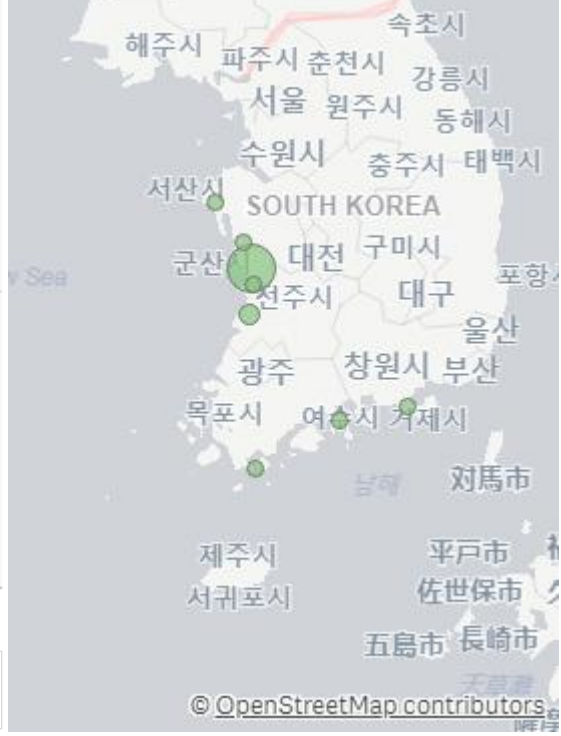 속초시
해주시
파주시 춘천시
강릉시
서울
원주시
동해시
수원시
충주시
태백시
서산시
SOUTH KOREA
군산
대전
구미시
w Sea
포항
전주시
대구
울산
광주
창원시
부산
목포시
여수시
거제시
남해
対馬市
제주시
平戸市
서귀포시
佐世保市
五島市
長崎市
天草灘
© OpenStreetMap contributors